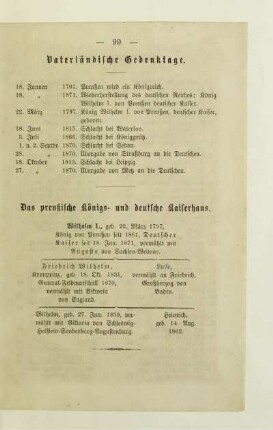 — 99 —
Vaterländische Gedenktage.
18. Januar 1701. Preußen wird ein Königreich.
18. „ 1871. Wiederherstellung des deutschen Reiches; König
Wilhelm I. von Preußen deutscher Kaiser.
22. März 1797. König Wilhelm I. von Preußen, deutscher Kaiser,
geboren.
18. Juni 1815. Schlacht bei Waterloo.
3. Juli 1866. Schlacht bei Königgrätz.
1. u. 2. Septbr. 1870. Schlacht bei Sedan.
28. „ 1870. Übergabe von Straßburg an die Deutschen.
18. Oktober 1813. Schlacht bei Leipzig.
27. „ 1870. Übergabe von Metz an die Deutschen.
Das preußische Königs- und deutsche Kaiserhaus.
Wilhelm I., geb. 22. März 1797,
König von Preußen seit 1861, Deutscher
Kaiser seit 18. Jan. 1871, vermählt mit
Augusta von Sachsen-Weimar.
Friedrich Wilhelm,
Kronprinz, geb. 18. Okt. 1831,
General-Feldmarschall 1870,
vermählt mit Viktoria
von England.
Luise,
vermählt an Friedrich,
Großherzog von
Baden.
Wilhelm, geb. 27. Jan. 1859, ver-
mählt mit Viktoria von Schleswig-
Holstein-Sonderburg-Augustenburg.
Heinrich,
geb. 14. Aug.
1862.